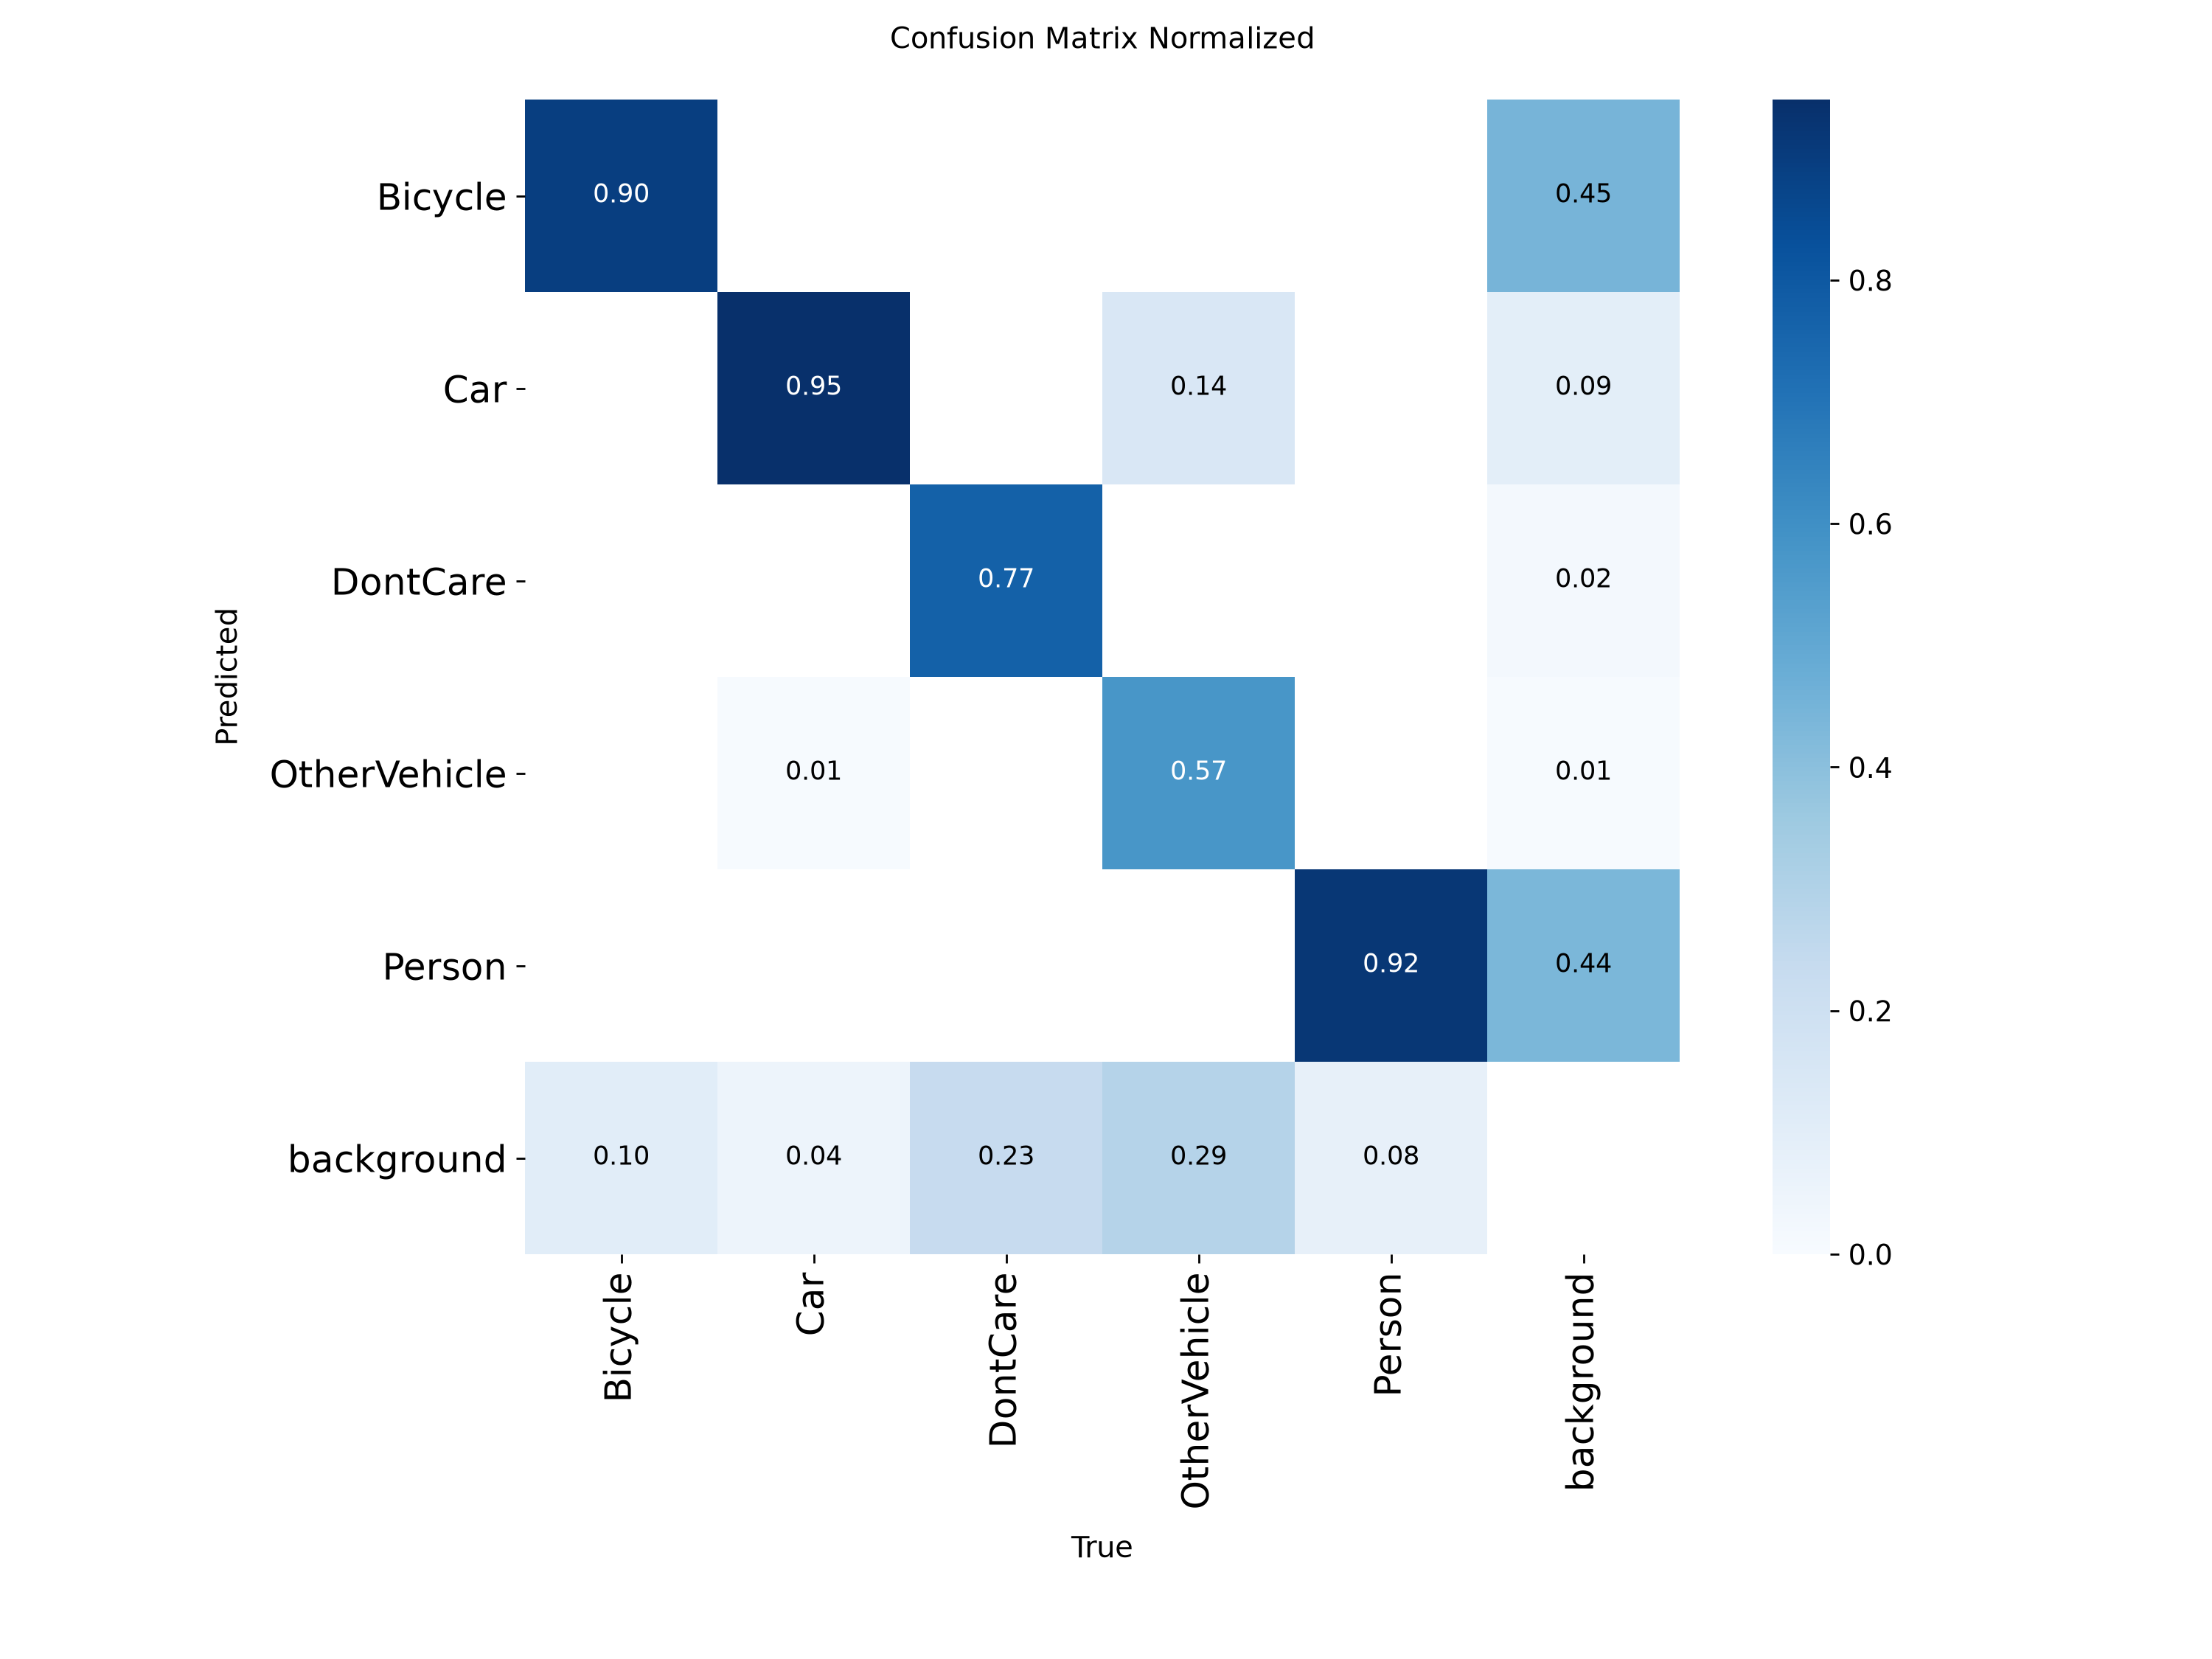 Confusion Matrix Normalized
Predicted
Bicycle 0.90 0.45
Car 0.95 0.14 0.09
DontCare 0.77 0.02
OtherVehicle 0.01 0.57 0.01
Person 0.92 0.44
background 0.10 0.04 0.23 0.29 0.08
Bicycle Car DontCare OtherVehicle Person background
True
0.8
0.6
0.4
0.2
0.0